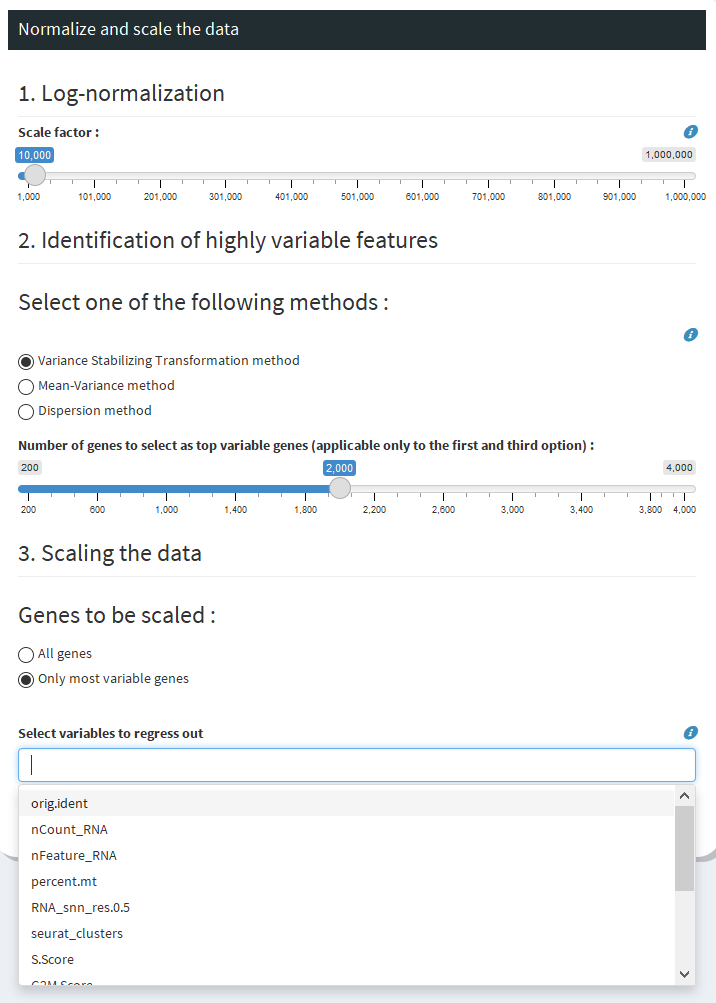 Normalize and scale the data
1. Log-normalization
Scale factor :
10,000 1,000,000
1,000 101,000 201,000 301,000 401,000 501,000 601,000 701,000 801,000 901,000 1,000,000
2. Identification of highly variable features
Select one of the following methods :
Variance Stabilizing Transformation method
Mean-Variance method
Dispersion method
Number of genes to select as top variable genes (applicable only to the first and third option) :
200 2,000 4,000
200 600 1,000 1,400 1,800 2,200 2,600 3,000 3,400 3,800 4,000
3. Scaling the data
Genes to be scaled :
All genes
Only most variable genes
Select variables to regress out
orig.ident
nCount_RNA
nFeature_RNA
percent.mt
RNA_snn_res.0.5
seurat_clusters
S.Score
G2M.Score